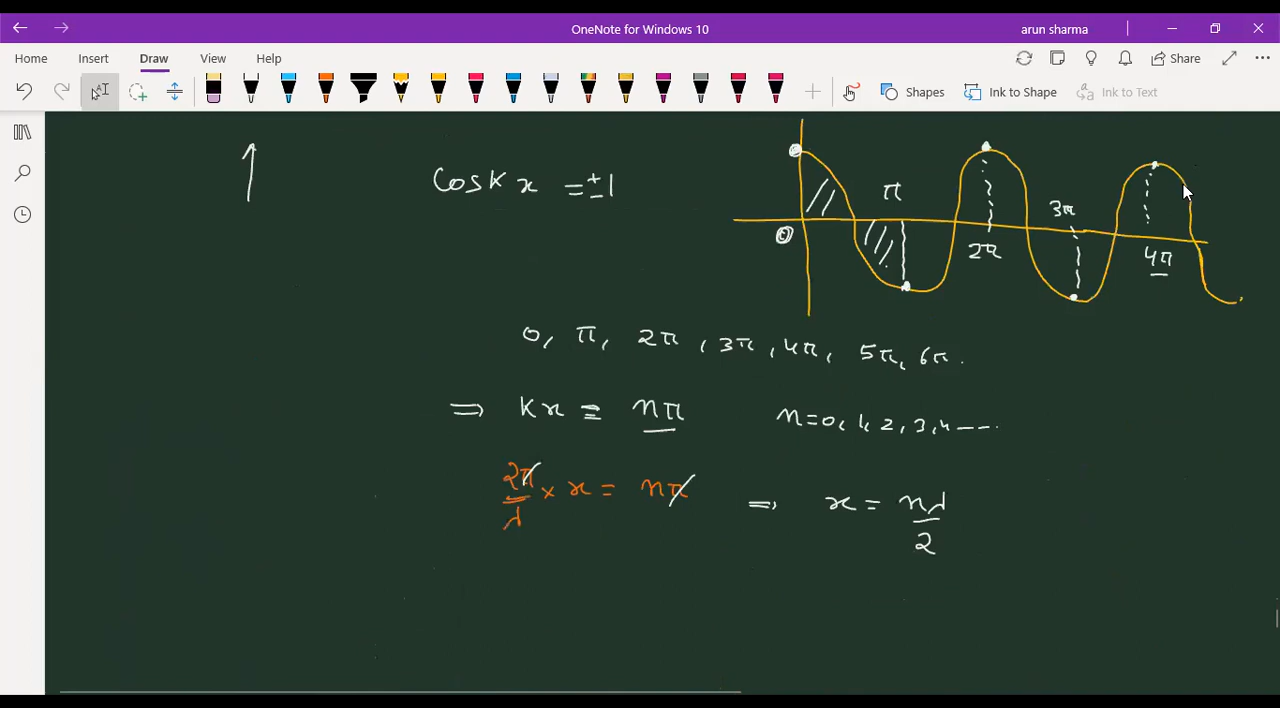 OneNote for Windows 10
arun sharma
Home Insert Draw View Help
Share
Shapes
Ink to Shape
Ink to Text
cos K x = ± 1
π
3π
0
2π
4π
0, π, 2π, 3π, 4π, 5π, 6π.
⇒ Kx = nπ n=0, 1, 2, 3, 4 ----
2π/λ × x = nπ ⇒ x = nλ/2